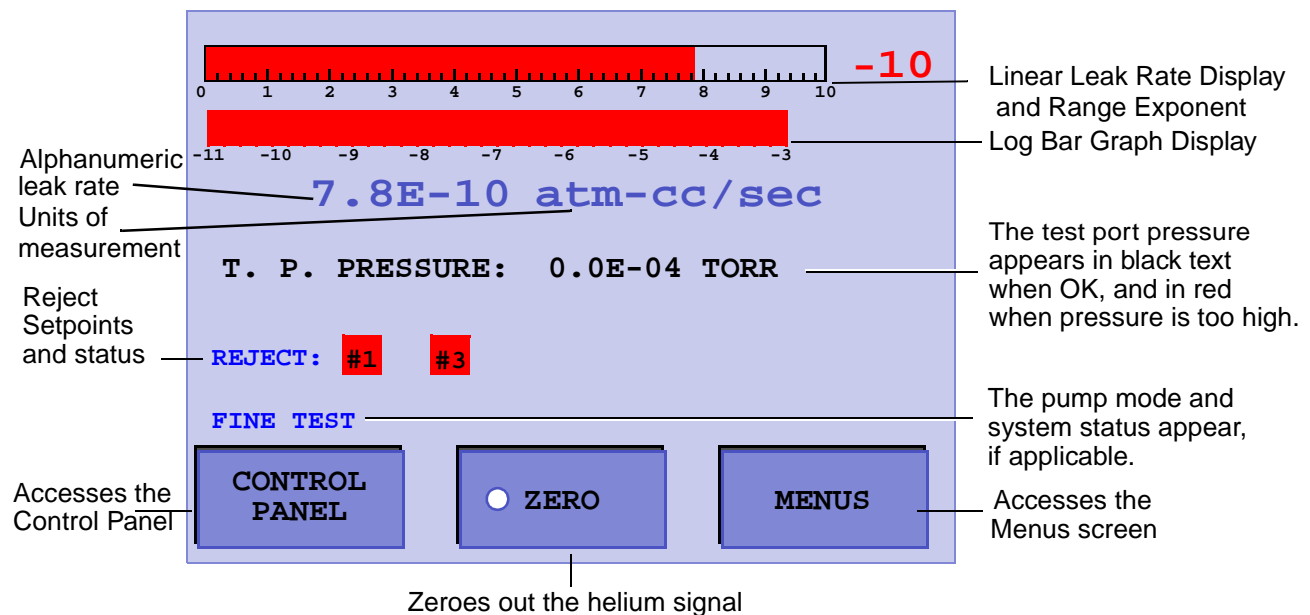 -10
0 1 2 3 4 5 6 7 8 9 10
Linear Leak Rate Display
and Range Exponent
-11 -10 -9 -8 -7 -6 -5 -4 -3
Log Bar Graph Display
Alphanumeric
leak rate
7.8E-10 atm-cc/sec
Units of
measurement
T. P. PRESSURE: 0.0E-04 TORR
The test port pressure
appears in black text
when OK, and in red
when pressure is too high.
Reject
Setpoints
and status
REJECT: #1 #3
FINE TEST
The pump mode and
system status appear,
if applicable.
Accesses the
Control Panel
CONTROL
PANEL
ZERO
MENUS
Accesses the
Menus screen
Zeroes out the helium signal